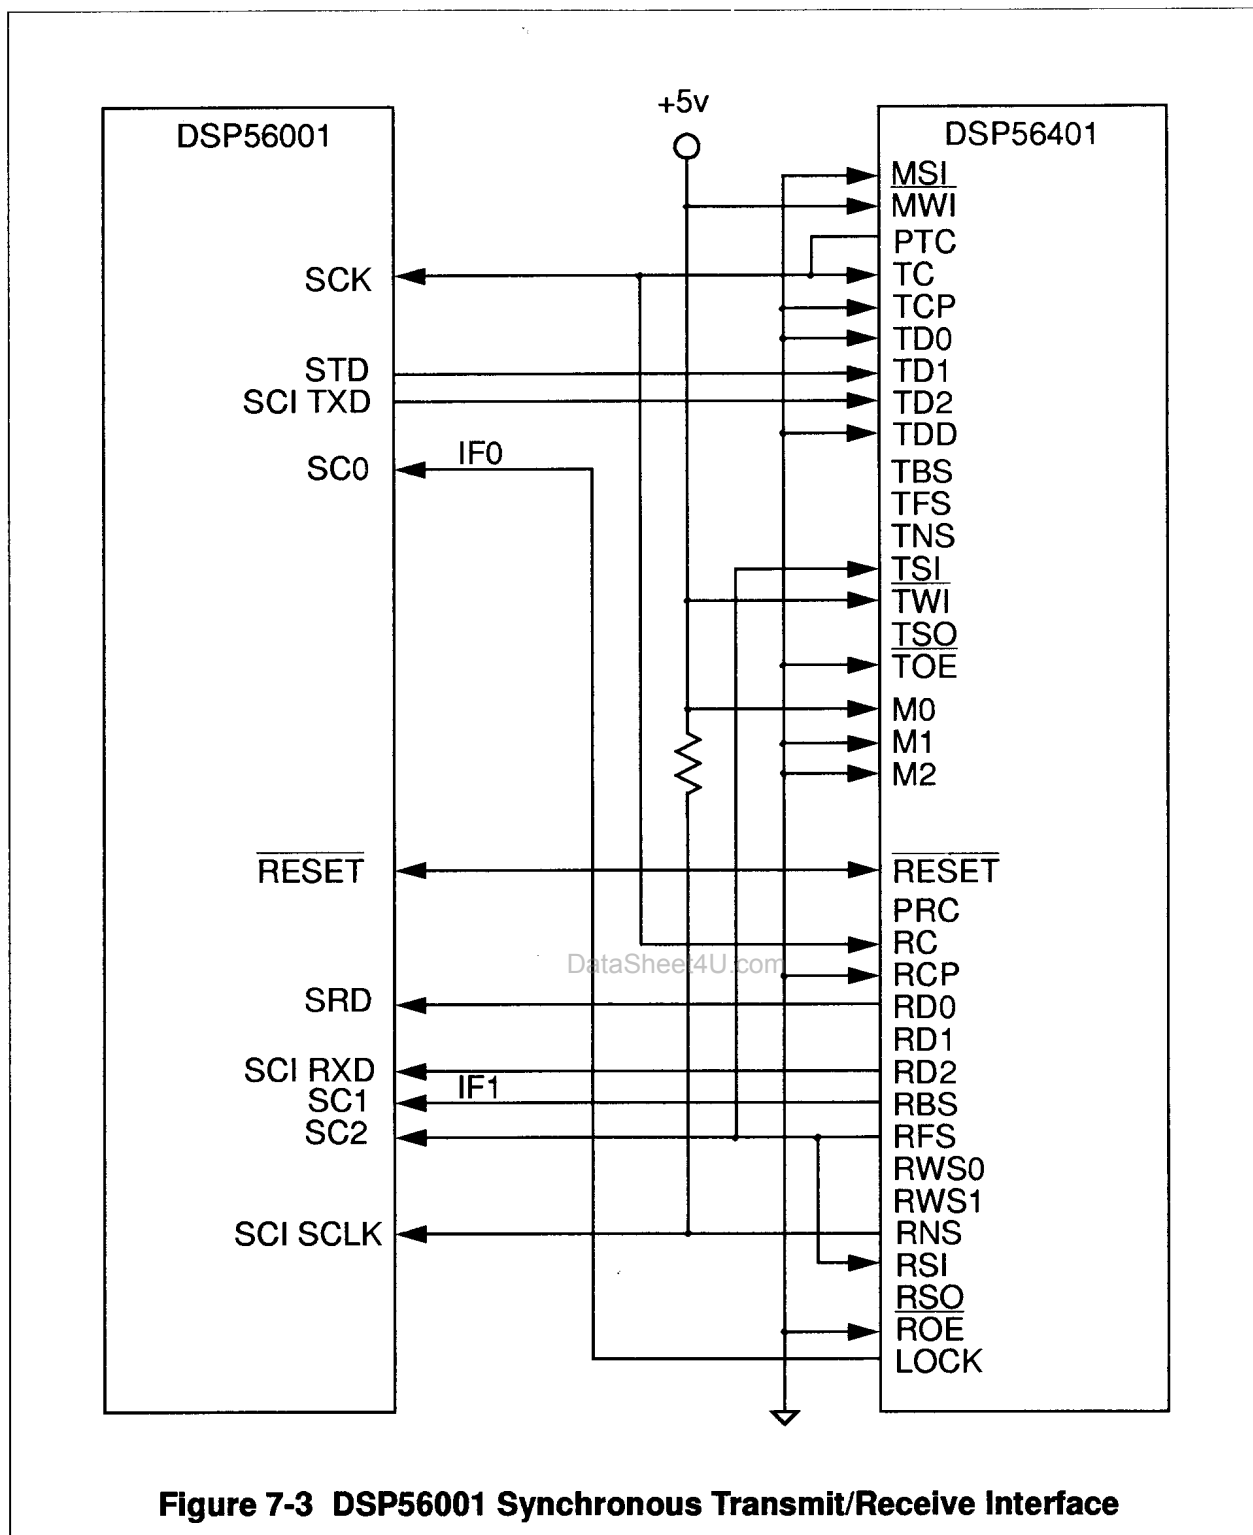 +5v
DSP56001
DSP56401
MSI
MWI
PTC
SCK
TC
TCP
TD0
STD
TD1
SCI TXD
TD2
TDD
IF0
SC0
TBS
TFS
TNS
TSI
TWI
TSO
TOE
M0
M1
M2
RESET
RESET
PRC
RC
DataSheet4U.com
RCP
SRD
RD0
RD1
SCI RXD
RD2
IF1
SC1
RBS
SC2
RFS
RWS0
RWS1
SCI SCLK
RNS
RSI
RSO
ROE
LOCK
Figure 7-3 DSP56001 Synchronous Transmit/Receive Interface